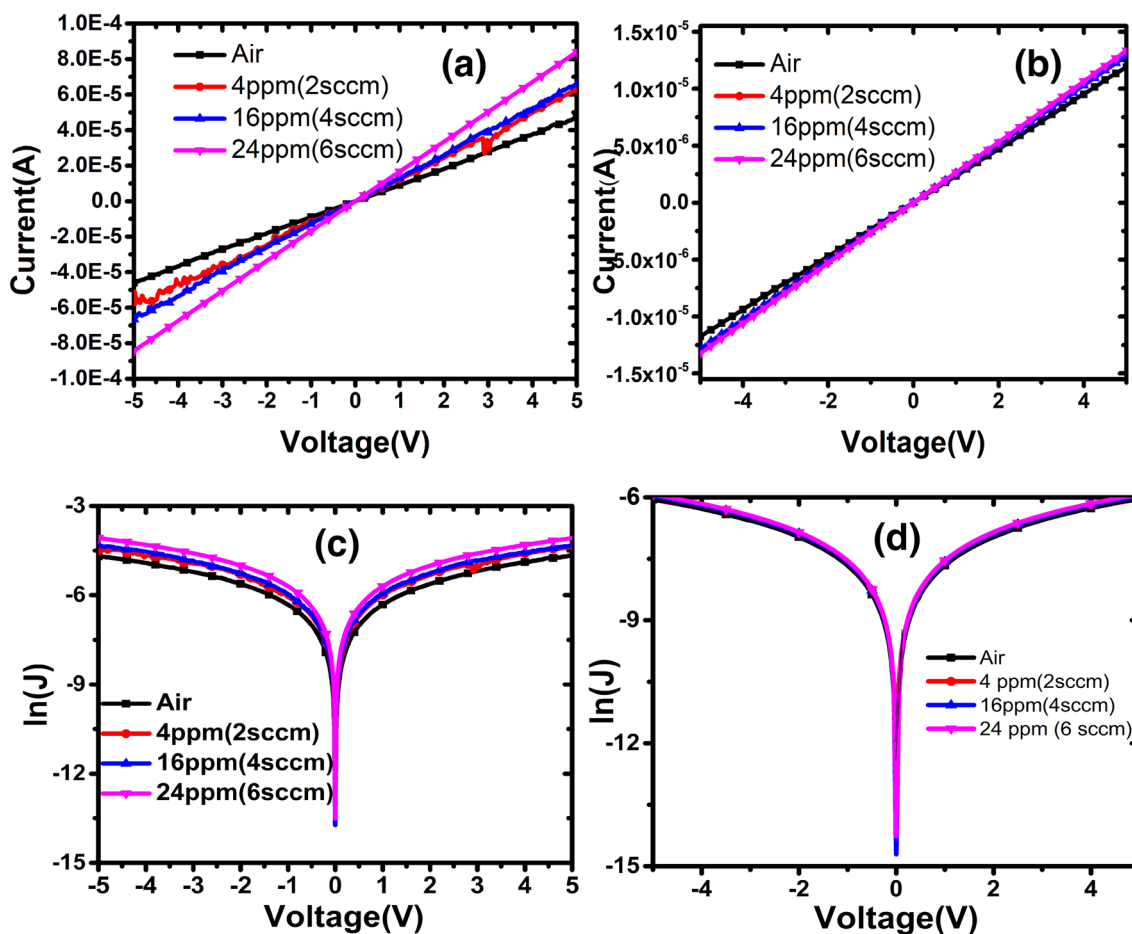 (a)
Air
4ppm(2sccm)
16ppm(4sccm)
24ppm(6sccm)
1.0E-4
8.0E-5
6.0E-5
4.0E-5
2.0E-5
0.0
-2.0E-5
-4.0E-5
-6.0E-5
-8.0E-5
-1.0E-4
Current(A)
-5 -4 -3 -2 -1 0 1 2 3 4 5
Voltage(V)
(b)
Air
4ppm(2sccm)
16ppm(4sccm)
24ppm(6sccm)
1.5x10⁻⁵
1.0x10⁻⁵
5.0x10⁻⁶
0.0
-5.0x10⁻⁶
-1.0x10⁻⁵
-1.5x10⁻⁵
Current(A)
-4 -2 0 2 4
Voltage(V)
(c)
-3
-6
-9
-12
-15
ln(J)
Air
4ppm(2sccm)
16ppm(4sccm)
24ppm(6sccm)
-5 -4 -3 -2 -1 0 1 2 3 4 5
Voltage(V)
(d)
-6
-9
-12
-15
ln(J)
Air
4 ppm(2sccm)
16ppm(4sccm)
24 ppm (6 sccm)
-2 0 2 4
Voltage(V)